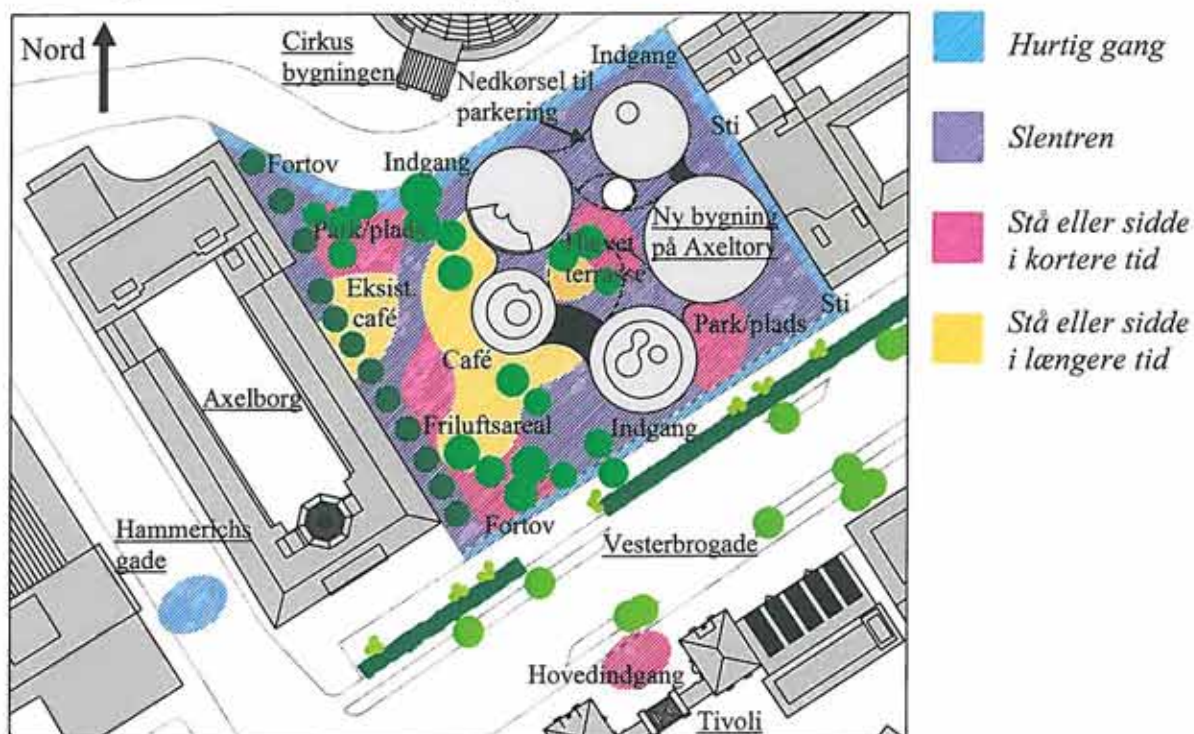 Nord
Cirkus
bygningen
Indgang
Nedkørsel til
parkering
Sti
Fortov
Indgang
Park/plads
Hævet
terrasse
Ny bygning
på Axeltorv
Eksist.
café
Sti
Park/plads
Café
Axelborg
Friluftsareal
Indgang
Fortov
Hammerichs
gade
Vesterbrogade
Hovedindgang
Tivoli
Hurtig gang
Slentren
Stå eller sidde
i kortere tid
Stå eller sidde
i længere tid